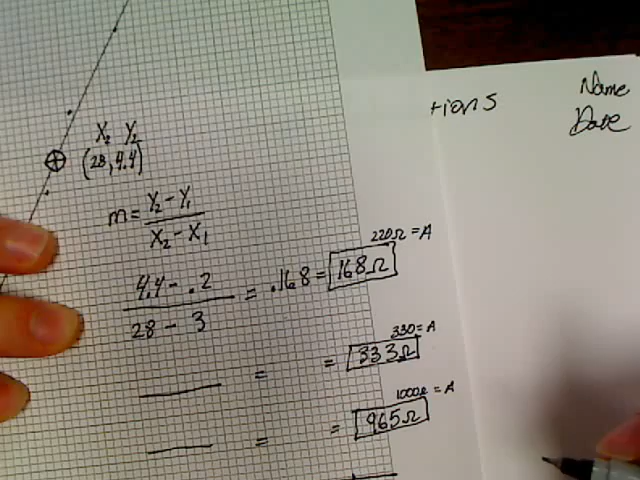 Name
tions
Date
X₂ Y₂
(28, 4.4)
m = Y₂ - Y₁
X₂ - X₁
220Ω = A
4.4 - .2 = .168 = 168Ω
28 - 3
330 = A
= = 333Ω
1000Ω = A
= = 965Ω